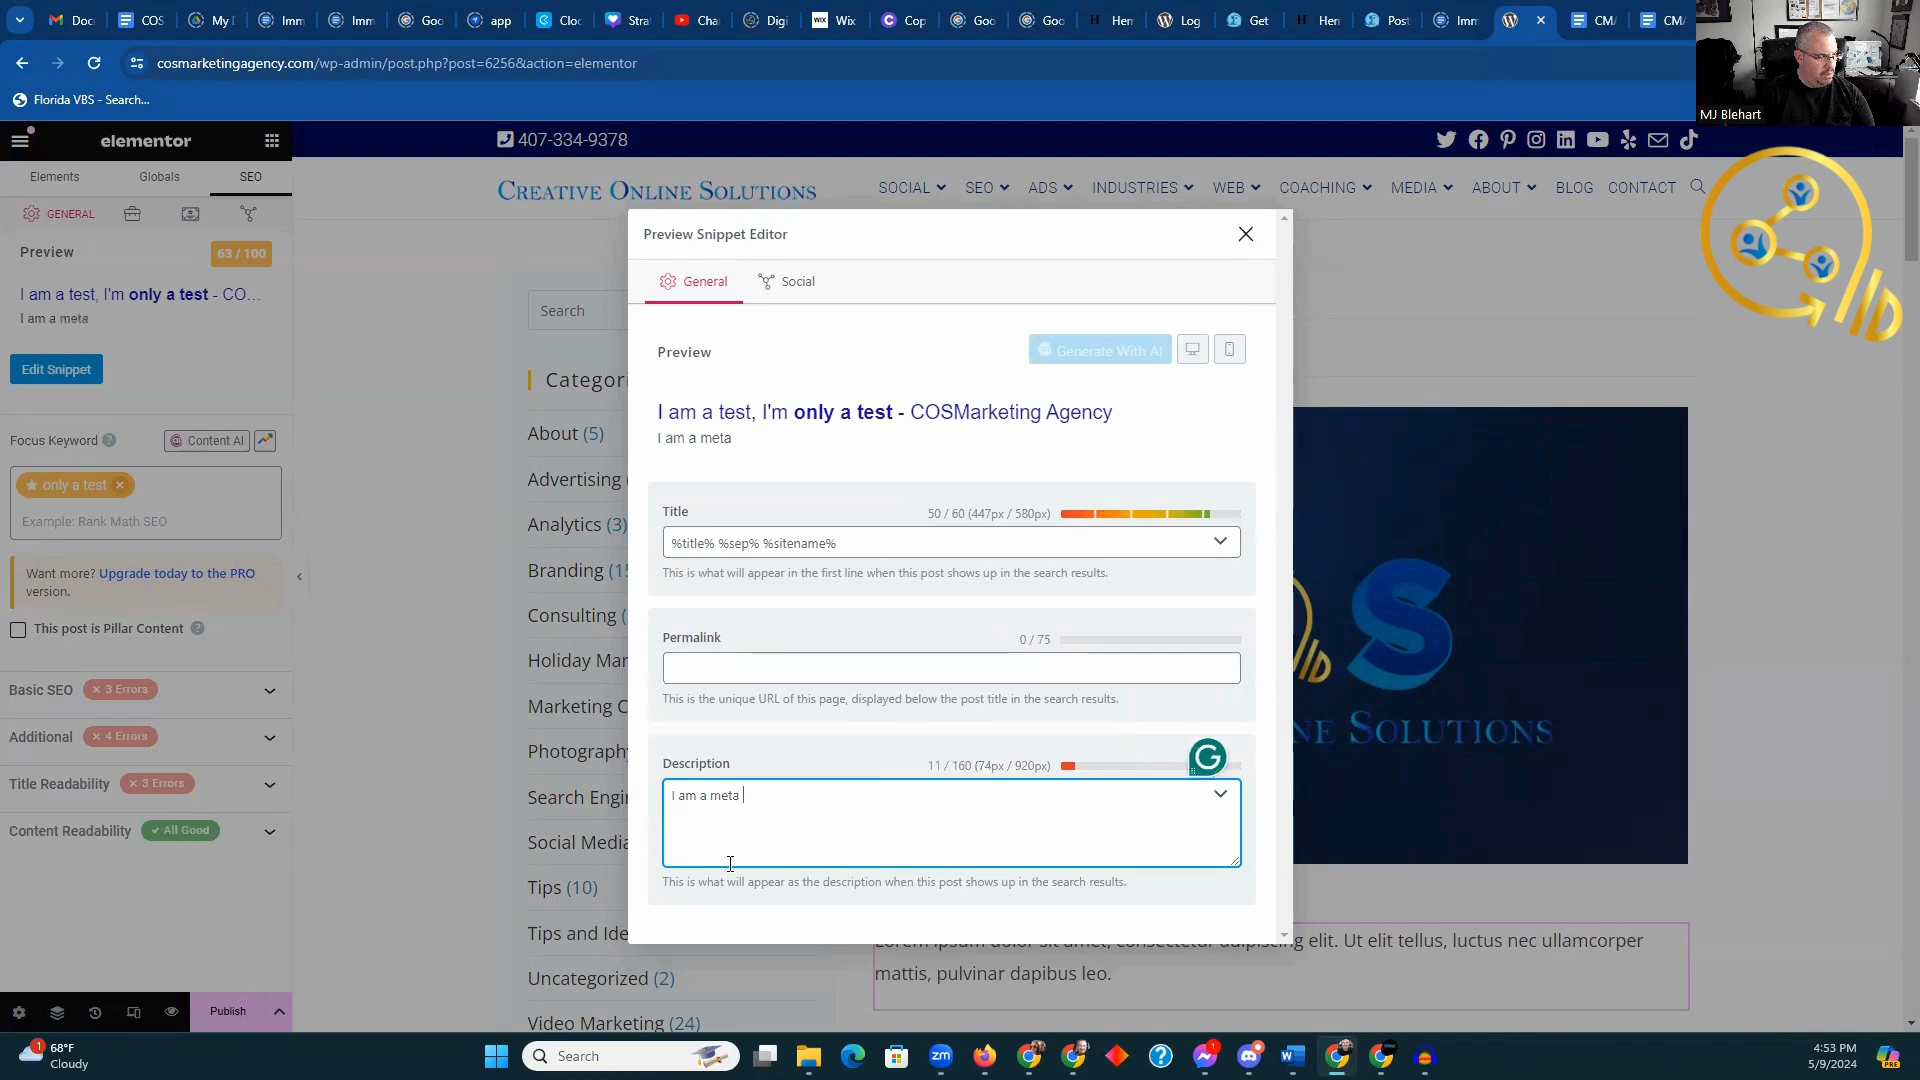 Doc
COS
My I
Imm
Imm
Goo
app
Cloc
Stra
Cha
Digi
WIX Wix
Cop
Goo
Goo
H Hem
Log
Get
H Hem
Post
Imm
CM
CM
cosmarketingagency.com/wp-admin/post.php?post=6256&action=elementor
Florida VBS - Search...
MJ Blehart
elementor
407-334-9378
Elements Globals SEO
CREATIVE ONLINE SOLUTIONS
SOCIAL SEO ADS INDUSTRIES WEB COACHING MEDIA ABOUT BLOG CONTACT
GENERAL
Preview 63 / 100
I am a test, I'm only a test - CO...
I am a meta
Edit Snippet
Focus Keyword Content AI
only a test
Example: Rank Math SEO
Want more? Upgrade today to the PRO
version.
This post is Pillar Content
Basic SEO 3 Errors
Additional 4 Errors
Title Readability 3 Errors
Content Readability All Good
Publish
Search
Categori
About (5)
Advertising
Analytics (3)
Branding (15
Consulting (
Holiday Mar
Marketing C
Photography
Search Engin
Social Media
Tips (10)
Tips and Ide
Uncategorized (2)
Video Marketing (24)
Preview Snippet Editor
General Social
Preview Generate With AI
I am a test, I'm only a test - COSMarketing Agency
I am a meta
Title 50 / 60 (447px / 580px)
%title% %sep% %sitename%
This is what will appear in the first line when this post shows up in the search results.
Permalink 0 / 75
This is the unique URL of this page, displayed below the post title in the search results.
Description 11 / 160 (74px / 920px)
G
I am a meta
This is what will appear as the description when this post shows up in the search results.
S
NE SOLUTIONS
Lorem ipsum dolor sit amet, consectetur adipiscing elit. Ut elit tellus, luctus nec ullamcorper
mattis, pulvinar dapibus leo.
1
68°F
Cloudy
Search
zm
1
4:53 PM
5/9/2024
PRE